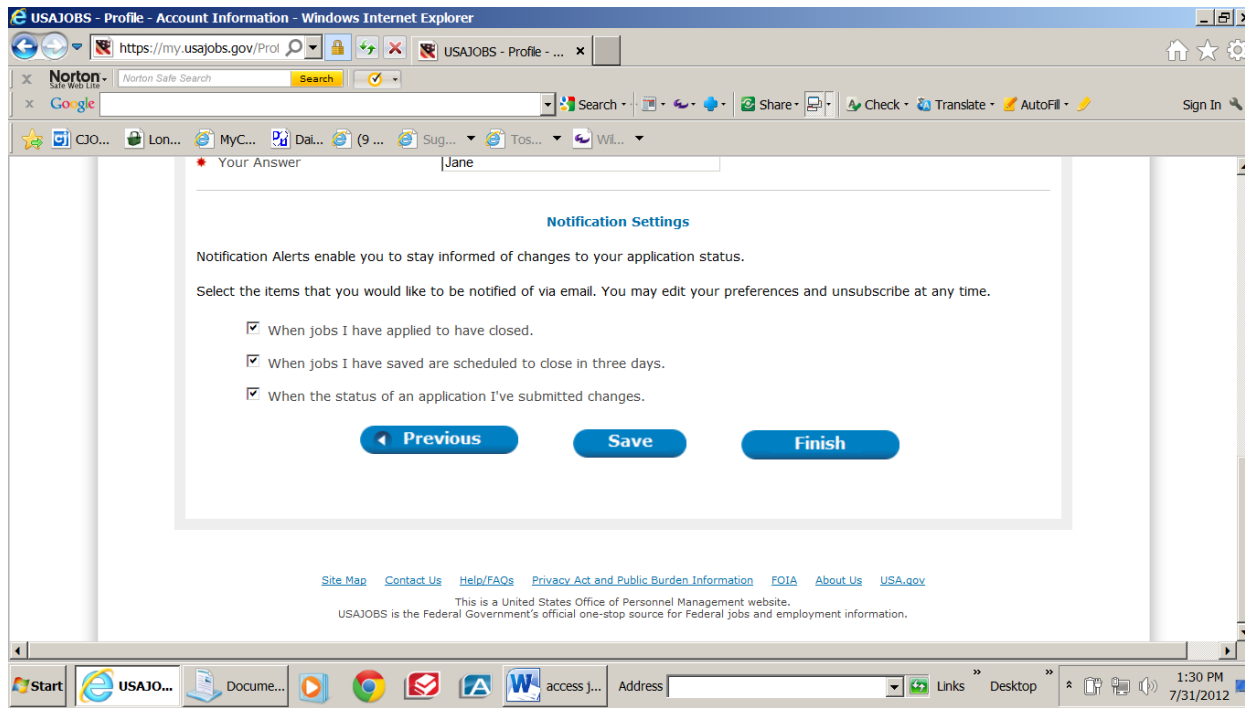 USAJOBS - Profile - Account Information - Windows Internet Explorer
https://my.usajobs.gov/Prol
USAJOBS - Profile - ... x
x Norton Norton Safe Search Search
Safe Web Lite
x Google Search Share Check Translate AutoFill Sign In
CJO... Lon... MyC... Dai... (9 ... Sug... Tos... Wil...
* Your Answer Jane
Notification Settings
Notification Alerts enable you to stay informed of changes to your application status.
Select the items that you would like to be notified of via email. You may edit your preferences and unsubscribe at any time.
When jobs I have applied to have closed.
When jobs I have saved are scheduled to close in three days.
When the status of an application I've submitted changes.
Previous Save Finish
Site Map Contact Us Help/FAQs Privacy Act and Public Burden Information FOIA About Us USA.gov
This is a United States Office of Personnel Management website.
USAJOBS is the Federal Government's official one-stop source for Federal jobs and employment information.
Start USAJO... Docume... W access j... Address Links » Desktop » 1:30 PM
7/31/2012